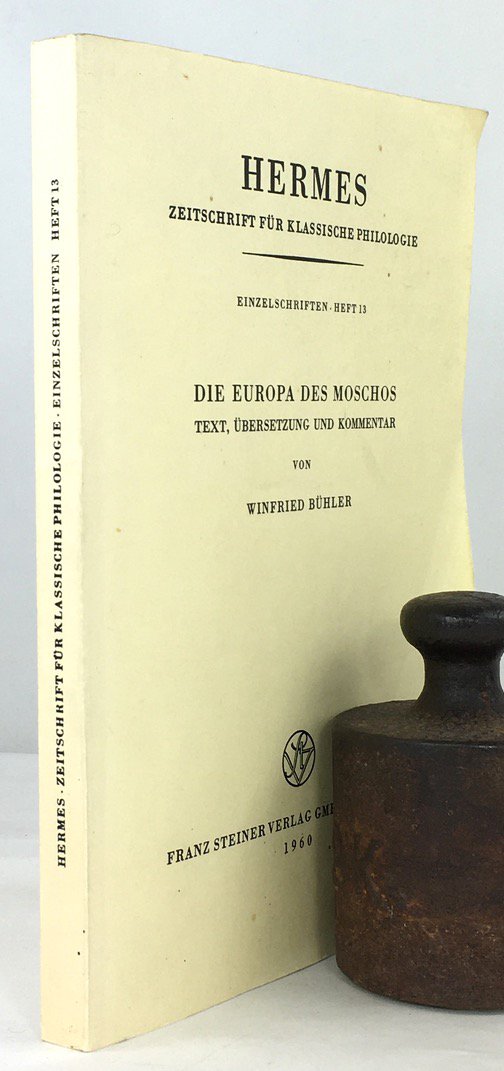 HERMES
ZEITSCHRIFT FÜR KLASSISCHE PHILOLOGIE
EINZELSCHRIFTEN · HEFT 13
DIE EUROPA DES MOSCHOS
TEXT, ÜBERSETZUNG UND KOMMENTAR
VON
WINFRIED BÜHLER
FRANZ STEINER VERLAG
1960
HERMES · ZEITSCHRIFT FÜR KLASSISCHE PHILOLOGIE · EINZELSCHRIFTEN HEFT 13